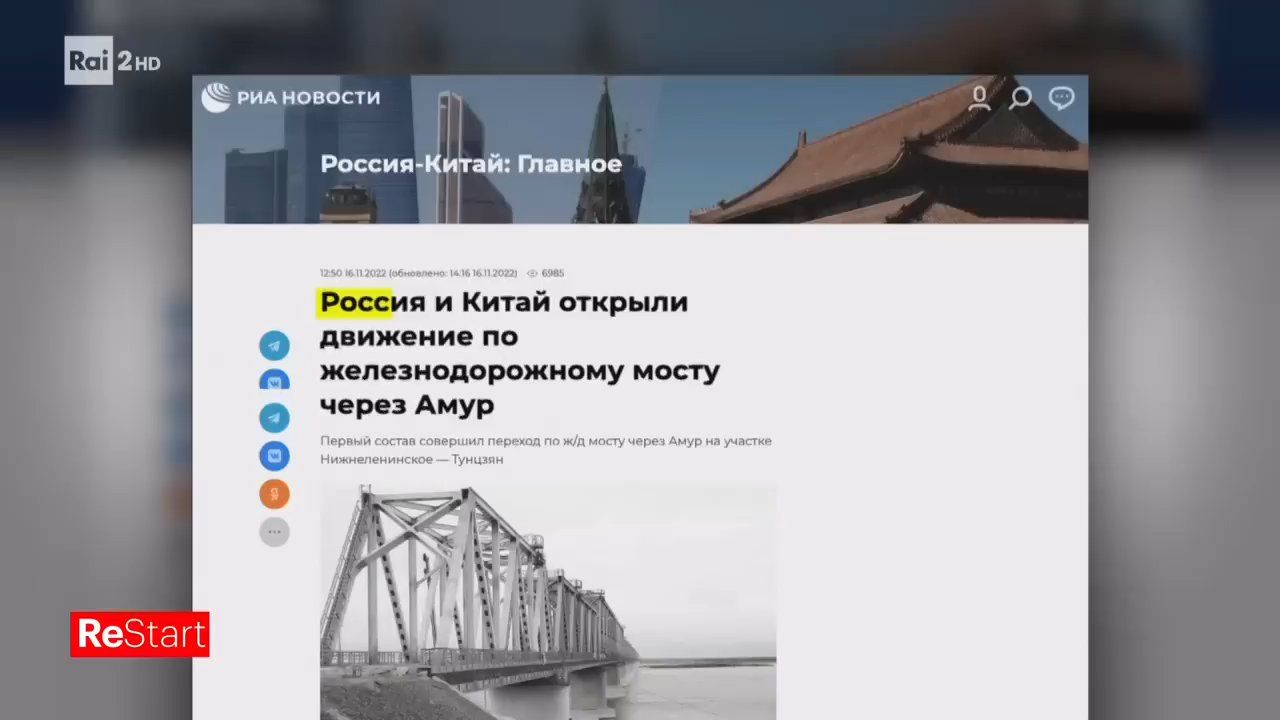 Rai 2HD
РИА НОВОСТИ
Россия-Китай: Главное
12:50 16.11.2022 (обновлено: 14:16 16.11.2022) 6985
Россия и Китай открыли
движение по
железнодорожному мосту
через Амур
Первый состав совершил переход по ж/д мосту через Амур на участке
Нижнеленинское — Тунцзян
ReStart